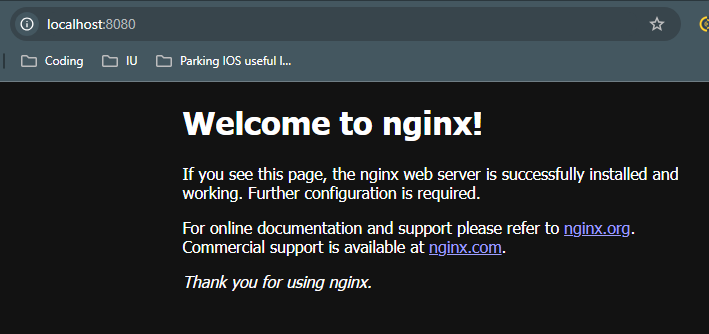 localhost:8080
Coding IU Parking IOS useful l...
Welcome to nginx!
If you see this page, the nginx web server is successfully installed and
working. Further configuration is required.
For online documentation and support please refer to nginx.org.
Commercial support is available at nginx.com.
Thank you for using nginx.